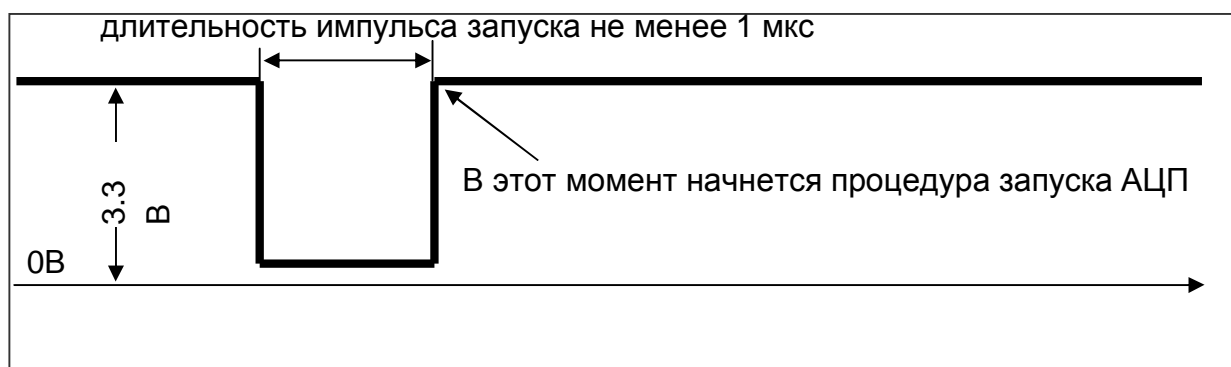 длительность импульса запуска не менее 1 мкс
В этот момент начнется процедура запуска АЦП
3.3
В
0В